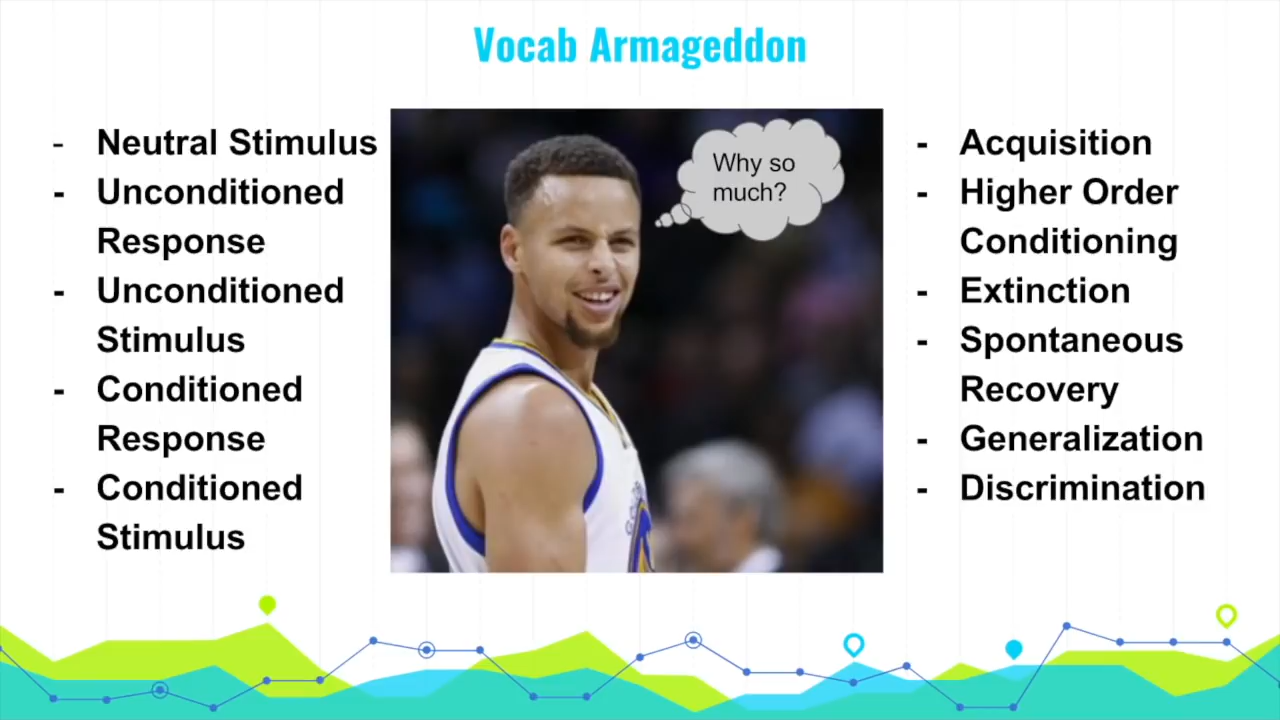 Vocab Armageddon
- Neutral Stimulus
- Unconditioned
Response
- Unconditioned
Stimulus
- Conditioned
Response
- Conditioned
Stimulus
Why so
much?
- Acquisition
- Higher Order
Conditioning
- Extinction
- Spontaneous
Recovery
- Generalization
- Discrimination